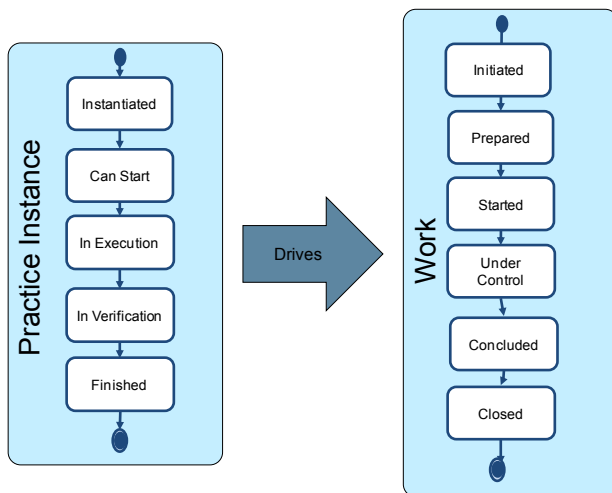 Practice Instance
Instantiated
Can Start
In Execution
In Verification
Finished
Drives
Work
Initiated
Prepared
Started
Under
Control
Concluded
Closed